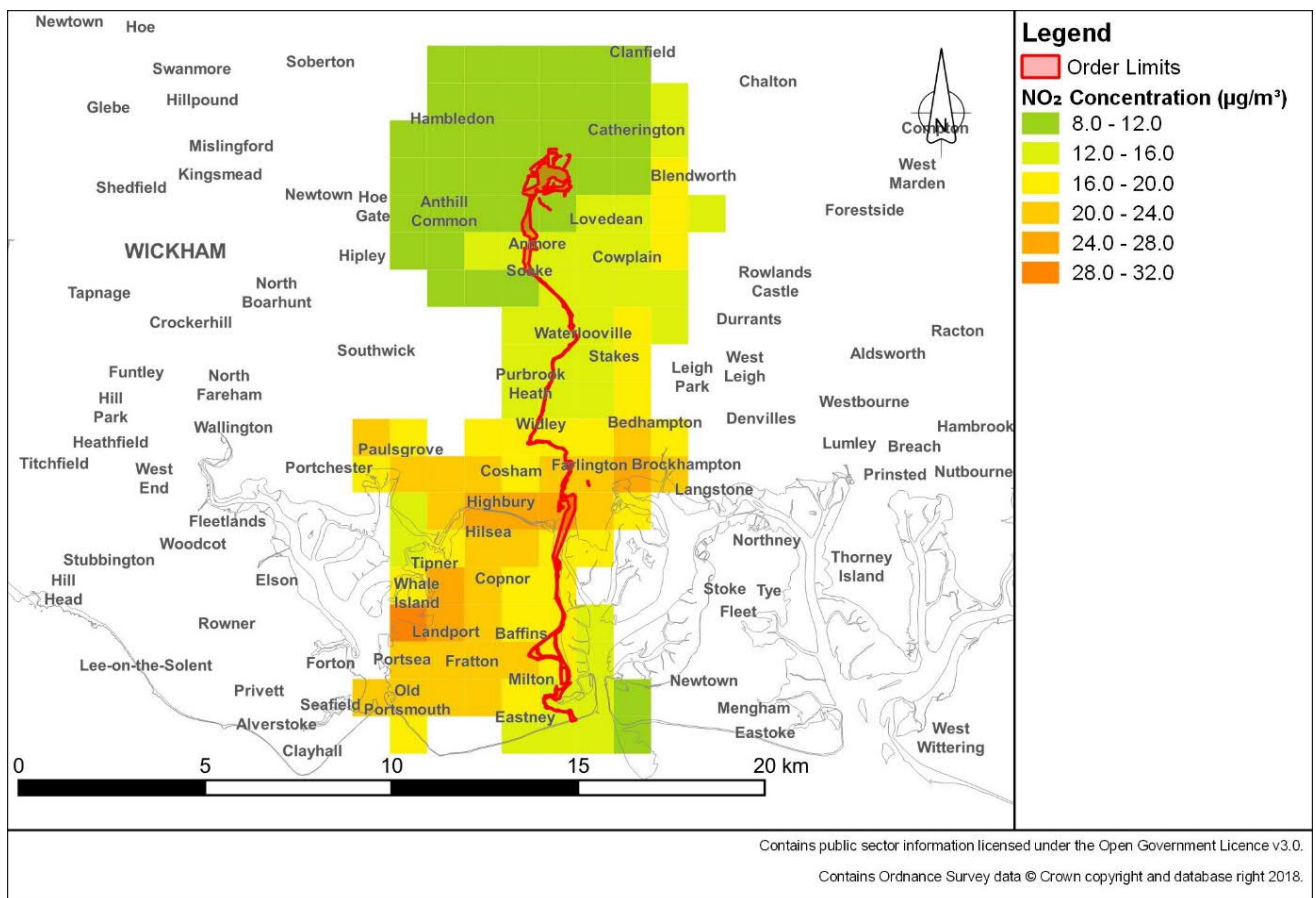 Newtown
Hoe
Clanfield
Soberton
Swanmore
Chalton
Glebe
Hillpound
Hambledon
Catherington
Mislingford
Kingsmead
Shedfield
Newtown
Hoe
Gate
Anthill
Common
Blendworth
Compton
N
West
Marden
Forestside
Lovedean
WICKHAM
Hipley
Anmore
Soake
Cowplain
Rowlands
Castle
Tapnage
North
Boarhunt
Crockerhill
Waterlooville
Durrants
Racton
Southwick
Stakes
Aldsworth
Leigh
Park
West
Leigh
Funtley
North
Fareham
Purbrook
Heath
Hill
Park
Westbourne
Wallington
Widley
Bedhampton
Denvilles
Hambrook
Heathfield
Paulsgrove
Lumley
Breach
Titchfield
West
End
Portchester
Cosham
Farlington
Brockhampton
Prinsted
Nutbourne
Langstone
Highbury
Fleetlands
Hilsea
Woodcot
Northney
Stubbington
Tipner
Thorney
Island
Hill
Head
Elson
Whale
Island
Copnor
Stoke
Tye
Fleet
Rowner
Landport
Baffins
Lee-on-the-Solent
Forton
Portsea
Fratton
Milton
Newtown
Privett
Seafield
Old
Portsmouth
Mengham
Alverstoke
Eastney
Eastoke
West
Wittering
Clayhall
0 5 10 15 20 km
Legend
Order Limits
NO₂ Concentration (µg/m³)
8.0 - 12.0
12.0 - 16.0
16.0 - 20.0
20.0 - 24.0
24.0 - 28.0
28.0 - 32.0
Contains public sector information licensed under the Open Government Licence v3.0.
Contains Ordnance Survey data © Crown copyright and database right 2018.